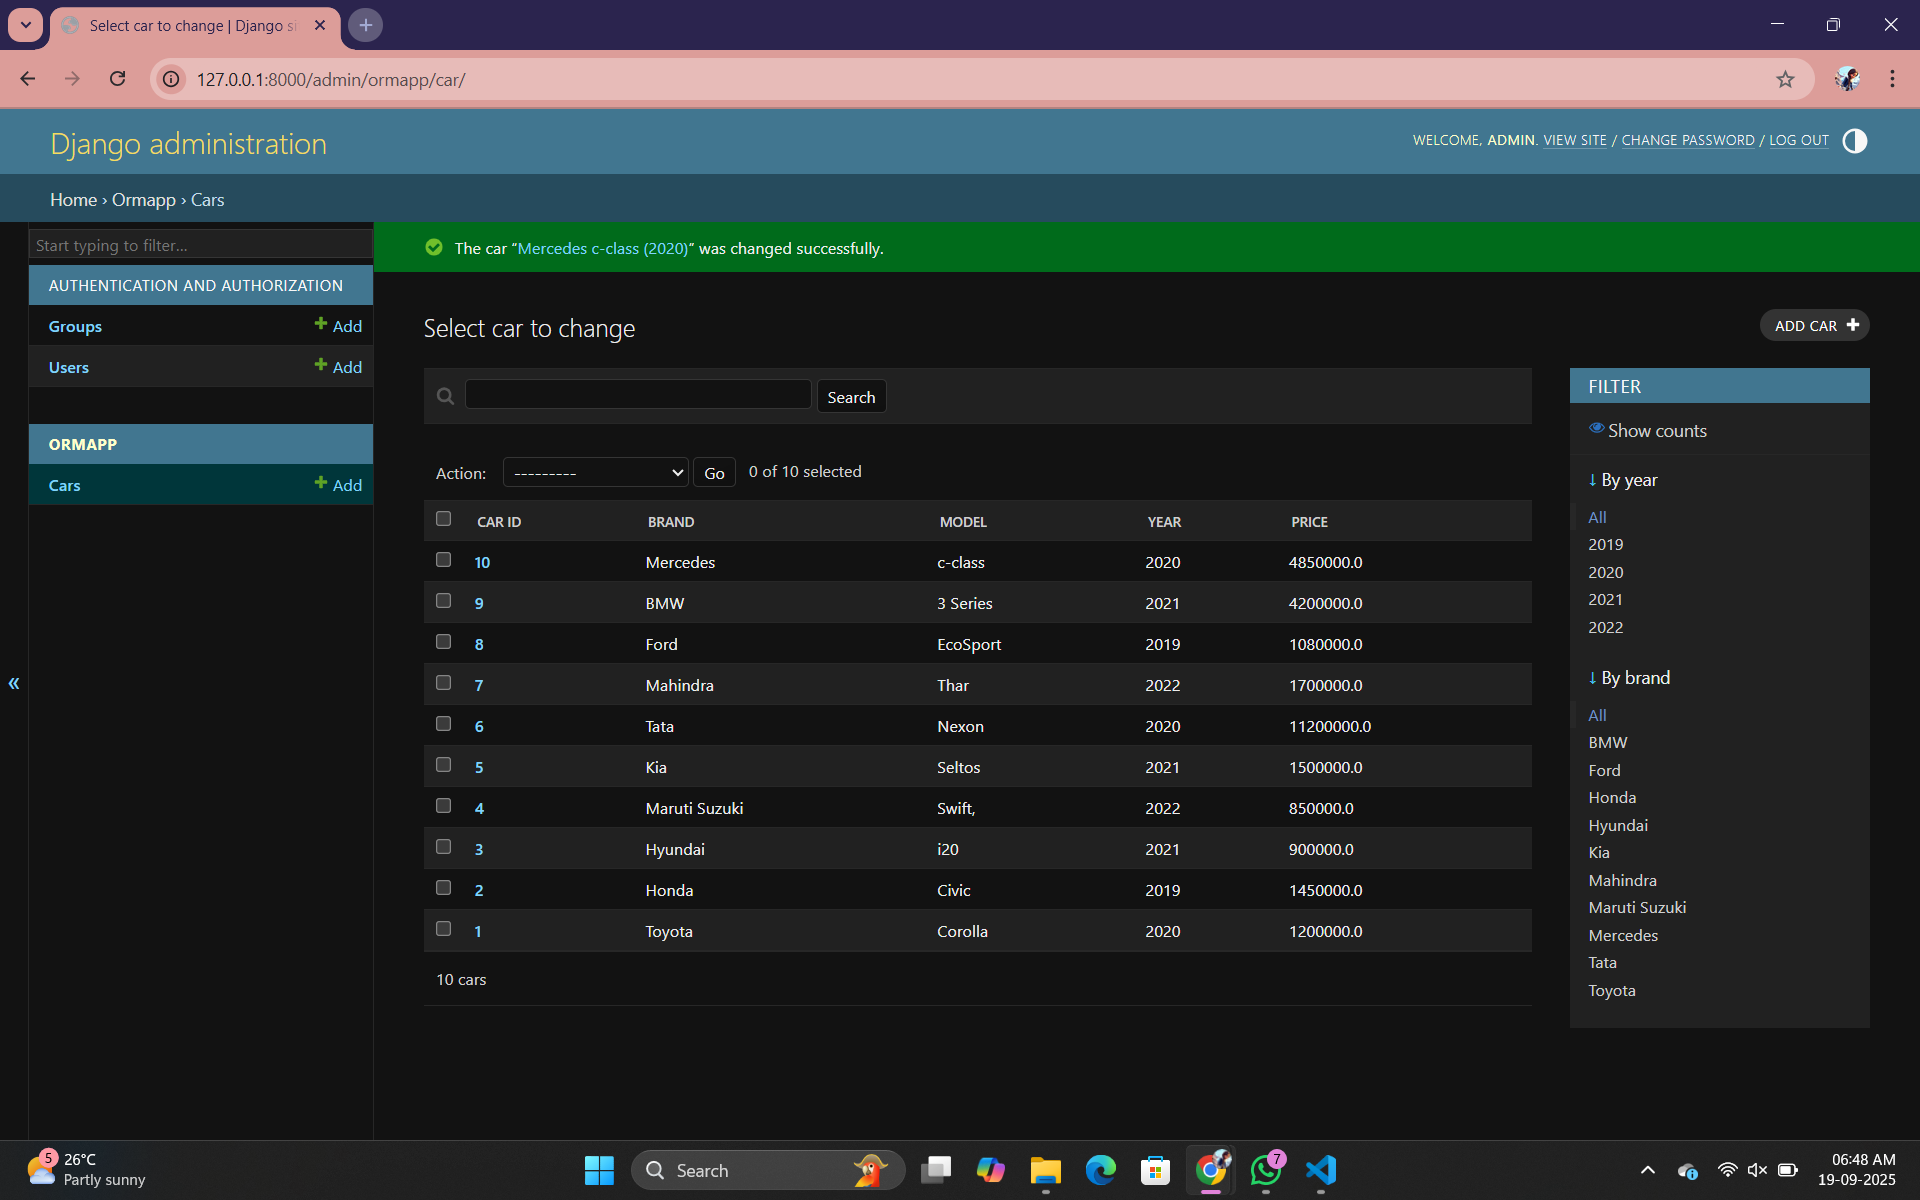 Select car to change | Django si
127.0.0.1:8000/admin/ormapp/car/
Django administration
WELCOME, ADMIN. VIEW SITE / CHANGE PASSWORD / LOG OUT
Home › Ormapp › Cars
Start typing to filter...
AUTHENTICATION AND AUTHORIZATION
Groups + Add
Users + Add
ORMAPP
Cars + Add
«
The car “Mercedes c-class (2020)” was changed successfully.
Select car to change
ADD CAR +
Search
Action: --------- Go 0 of 10 selected
CAR ID BRAND MODEL YEAR PRICE
10 Mercedes c-class 2020 4850000.0
9 BMW 3 Series 2021 4200000.0
8 Ford EcoSport 2019 1080000.0
7 Mahindra Thar 2022 1700000.0
6 Tata Nexon 2020 11200000.0
5 Kia Seltos 2021 1500000.0
4 Maruti Suzuki Swift, 2022 850000.0
3 Hyundai i20 2021 900000.0
2 Honda Civic 2019 1450000.0
1 Toyota Corolla 2020 1200000.0
10 cars
FILTER
Show counts
↓ By year
All
2019
2020
2021
2022
↓ By brand
All
BMW
Ford
Honda
Hyundai
Kia
Mahindra
Maruti Suzuki
Mercedes
Tata
Toyota
5
26°C
Partly sunny
Search
7
06:48 AM
19-09-2025